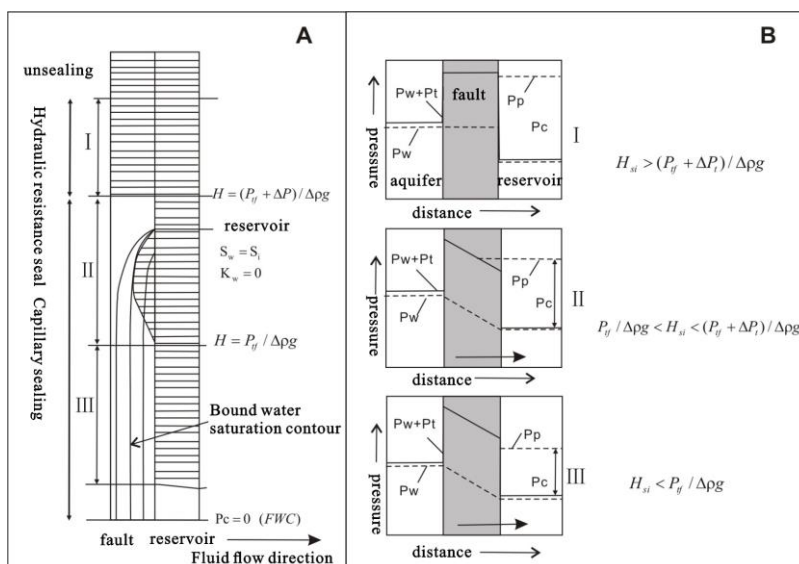 A
unsealing
Hydraulic resistance seal Capillary sealing
I
H=(P_tf+ΔP)/Δρg
reservoir
S_w=S_i
K_w=0
II
H=P_tf/Δρg
III
Bound water
saturation contour
Pc=0 (FWC)
fault reservoir
Fluid flow direction
B
pressure
Pw+Pt
Pw
aquifer
fault
Pp
Pc
reservoir
I
H_si>(P_tf+ΔP_t)/Δρg
distance
pressure
Pw+Pt
Pw
Pp
Pc
II
P_tf/Δρg<H_si<(P_tf+ΔP_t)/Δρg
distance
pressure
Pw+Pt
Pw
Pp
Pc
III
H_si<P_tf/Δρg
distance